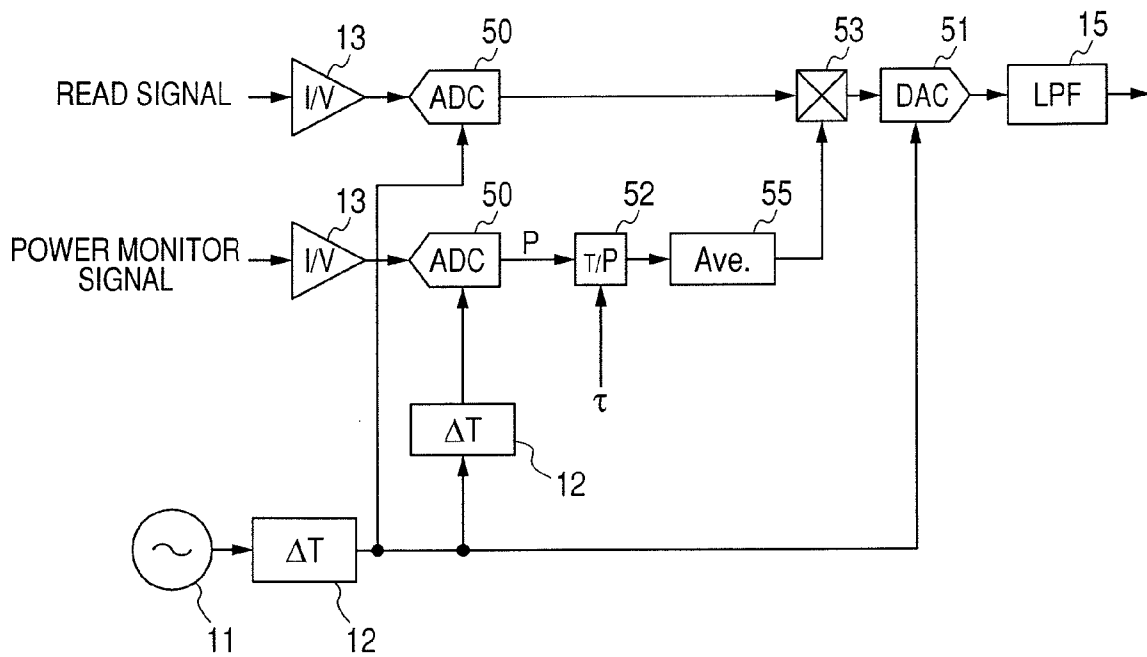 13 50 53 51 15
READ SIGNAL I/V ADC DAC LPF
13 50 52 55
POWER MONITOR
SIGNAL I/V ADC P T/P Ave.
τ
ΔT
12
~ ΔT
11 12